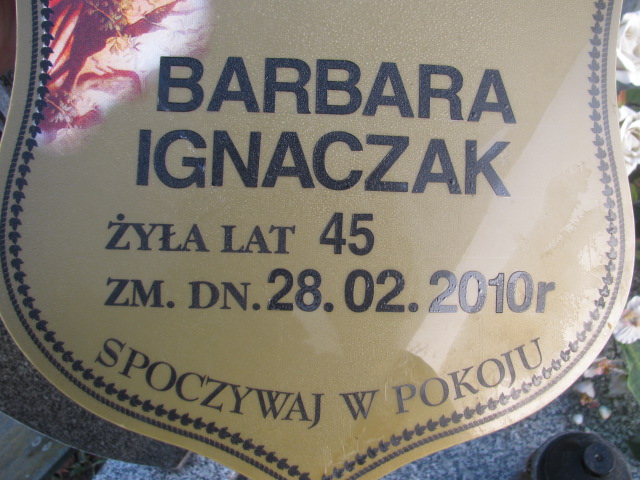 BARBARA
IGNACZAK
ŻYŁA LAT 45
ZM. DN. 28.02.2010r
SPOCZYWAJ W POKOJU